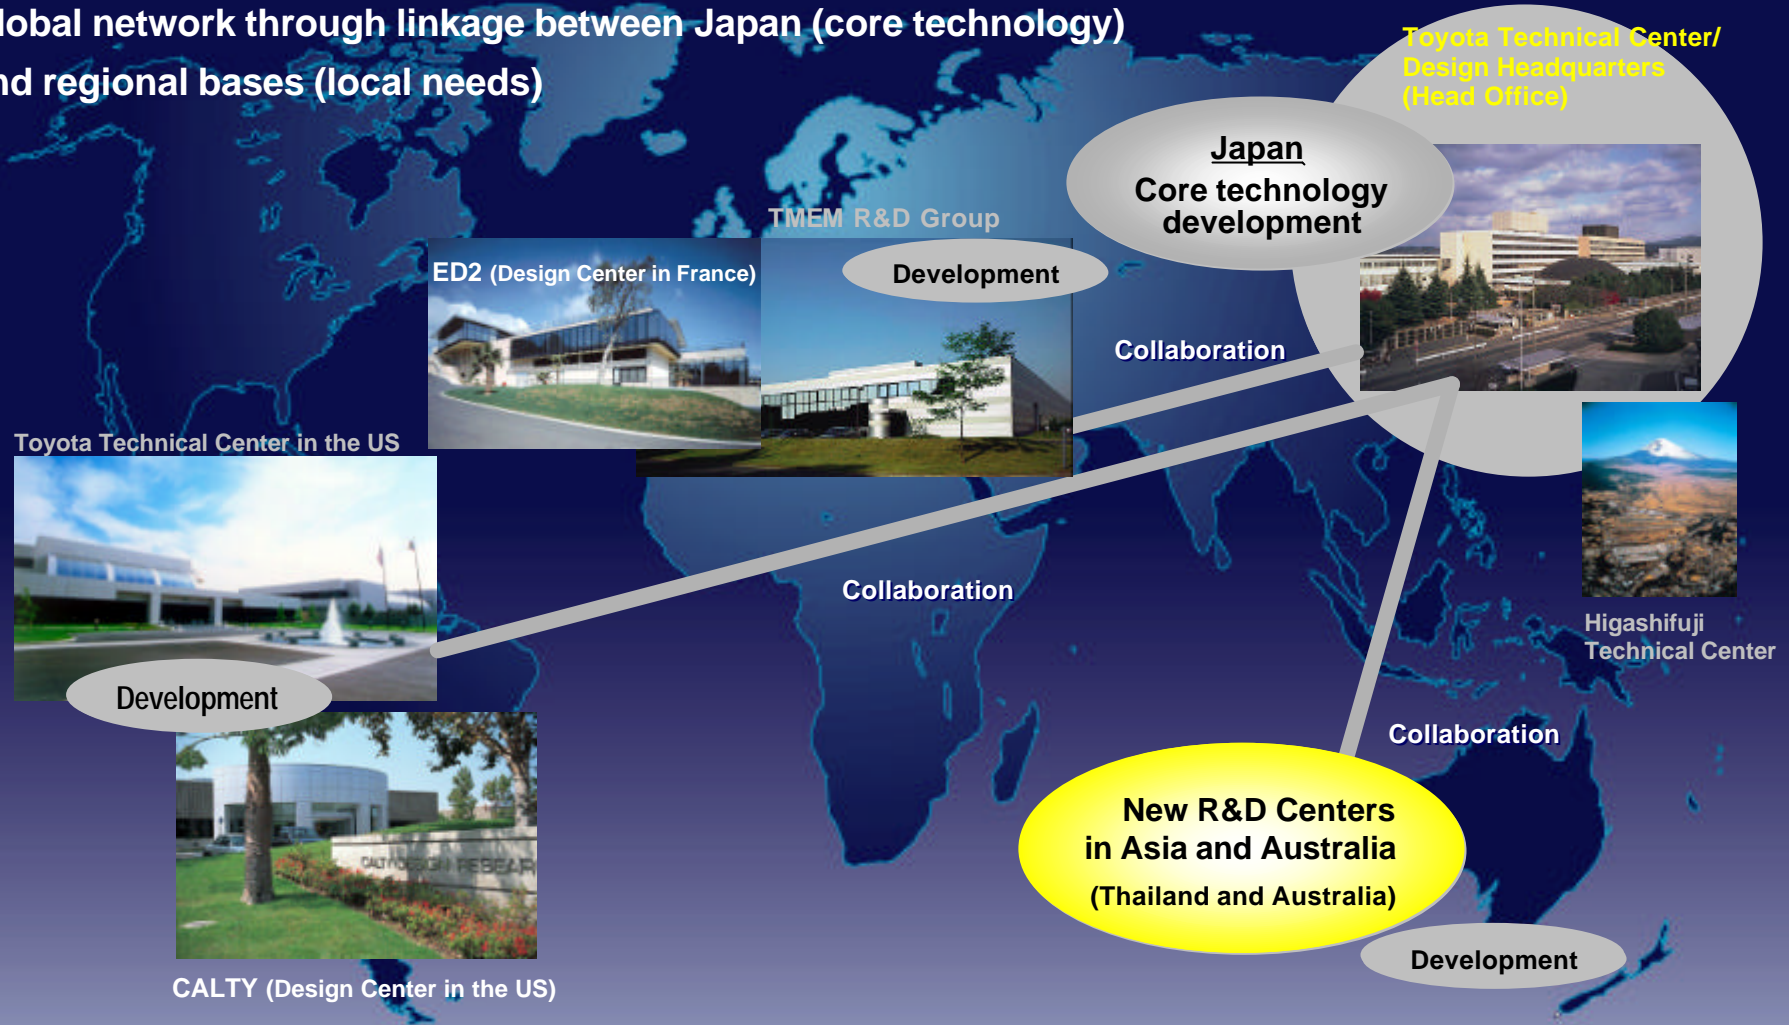 lobal network through linkage between Japan (core technology)
nd regional bases (local needs)
Toyota Technical Center/
Design Headquarters
(Head Office)
Japan
Core technology
development
TMEM R&D Group
ED2 (Design Center in France)
Development
Collaboration
Toyota Technical Center in the US
Collaboration
Higashifuji
Technical Center
Development
Collaboration
New R&D Centers
in Asia and Australia
(Thailand and Australia)
CALTY DESIGN RESEAR
Development
CALTY (Design Center in the US)